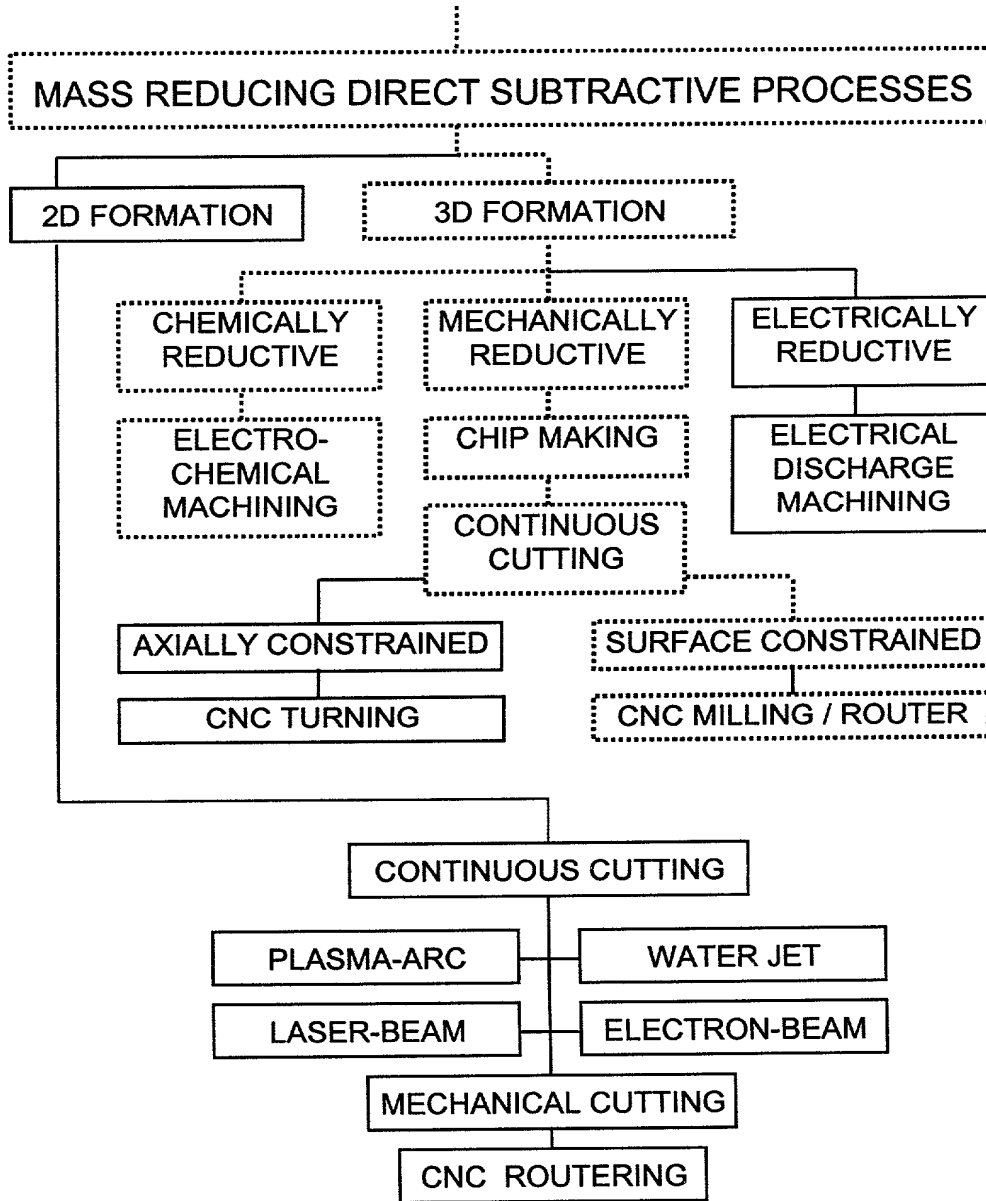 MASS REDUCING DIRECT SUBTRACTIVE PROCESSES
2D FORMATION
3D FORMATION
CHEMICALLY
REDUCTIVE
MECHANICALLY
REDUCTIVE
ELECTRICALLY
REDUCTIVE
ELECTRO-
CHEMICAL
MACHINING
CHIP MAKING
ELECTRICAL
DISCHARGE
MACHINING
CONTINUOUS
CUTTING
AXIALLY CONSTRAINED
SURFACE CONSTRAINED
CNC TURNING
CNC MILLING / ROUTER
CONTINUOUS CUTTING
PLASMA-ARC
WATER JET
LASER-BEAM
ELECTRON-BEAM
MECHANICAL CUTTING
CNC ROUTERING